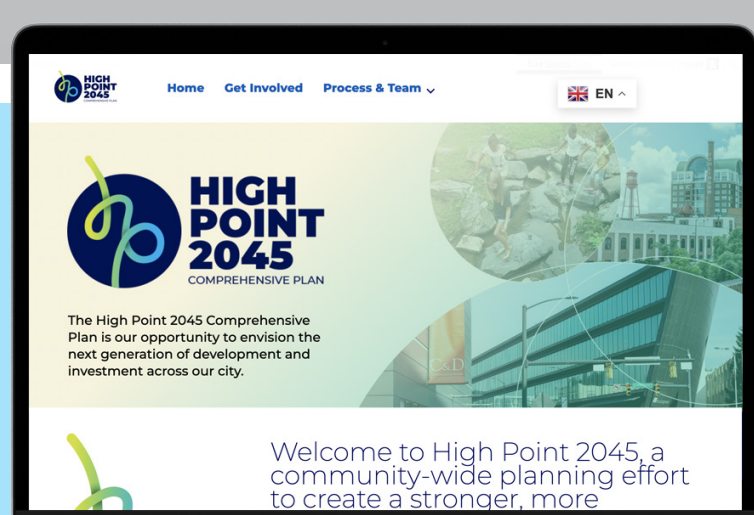 HIGH
POINT
2045
COMPREHENSIVE PLAN
Home Get Involved Process & Team
EN
HIGH
POINT
2045
COMPREHENSIVE PLAN
The High Point 2045 Comprehensive
Plan is our opportunity to envision the
next generation of development and
investment across our city.
C&D
Welcome to High Point 2045, a
community-wide planning effort
to create a stronger, more